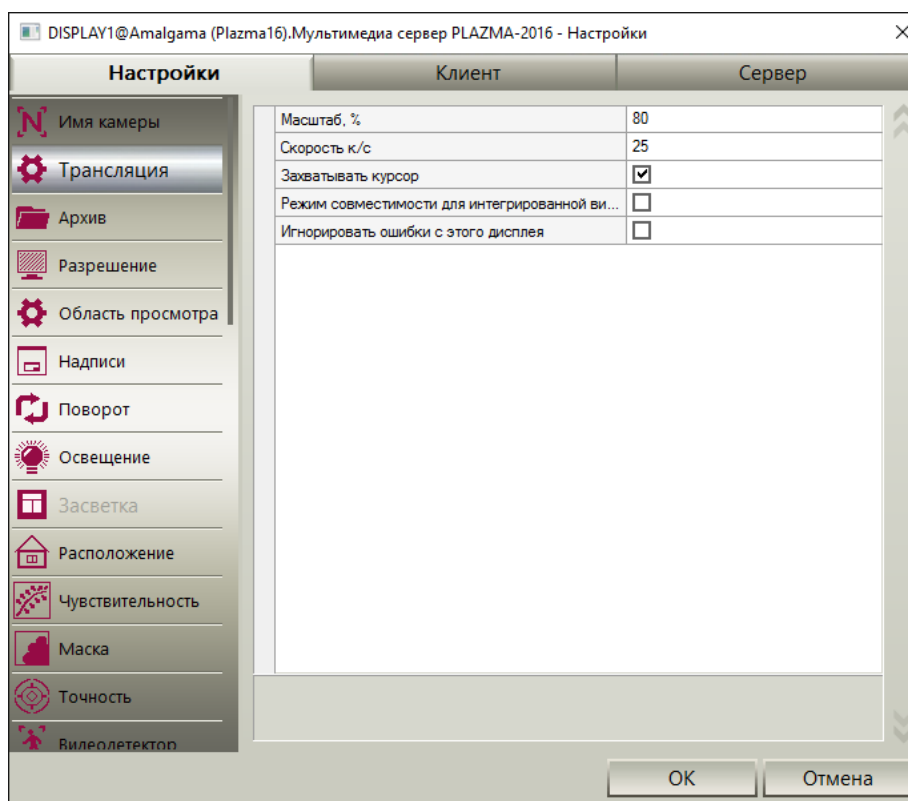 DISPLAY1@Amalgama (Plazma16).Мультимедиа сервер PLAZMA-2016 - Настройки
Настройки
Клиент
Сервер
Имя камеры
Трансляция
Архив
Разрешение
Область просмотра
Надписи
Поворот
Освещение
Засветка
Расположение
Чувствительность
Маска
Точность
Видеодетектор
Масштаб, % 80
Скорость к/с 25
Захватывать курсор
Режим совместимости для интегрированной ви...
Игнорировать ошибки с этого дисплея
ОК
Отмена